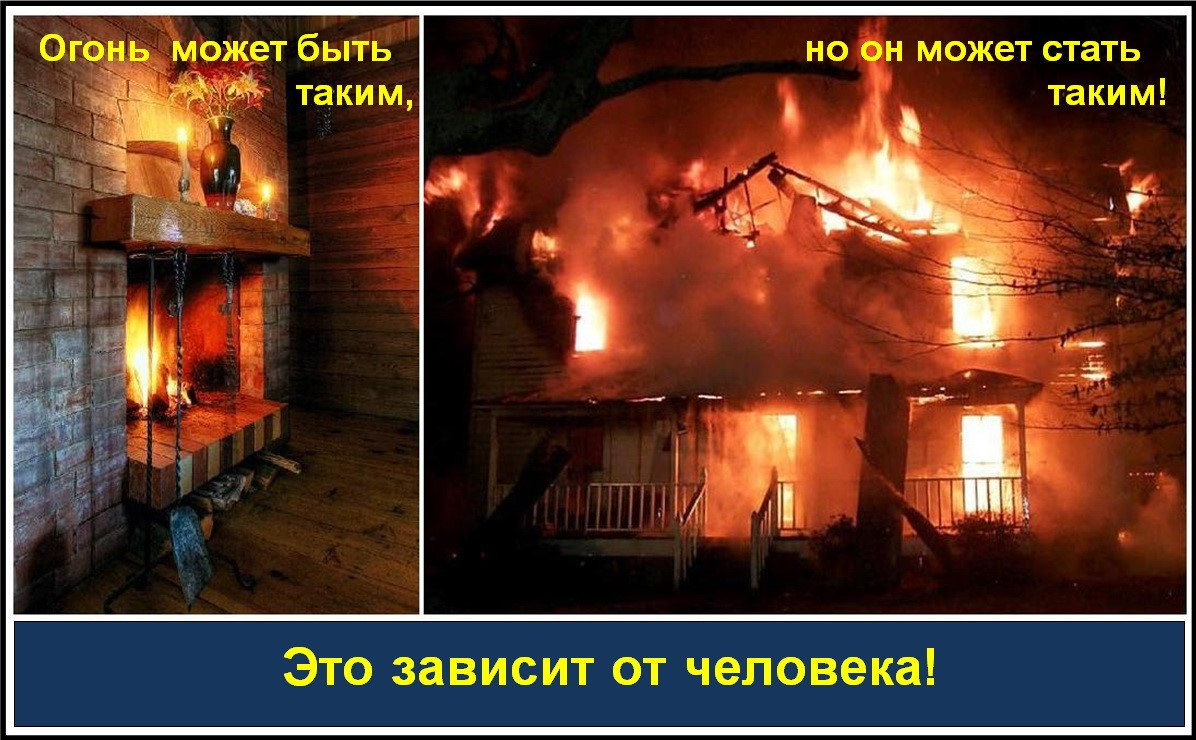 Огонь может быть
таким,
но он может стать
таким!
Это зависит от человека!